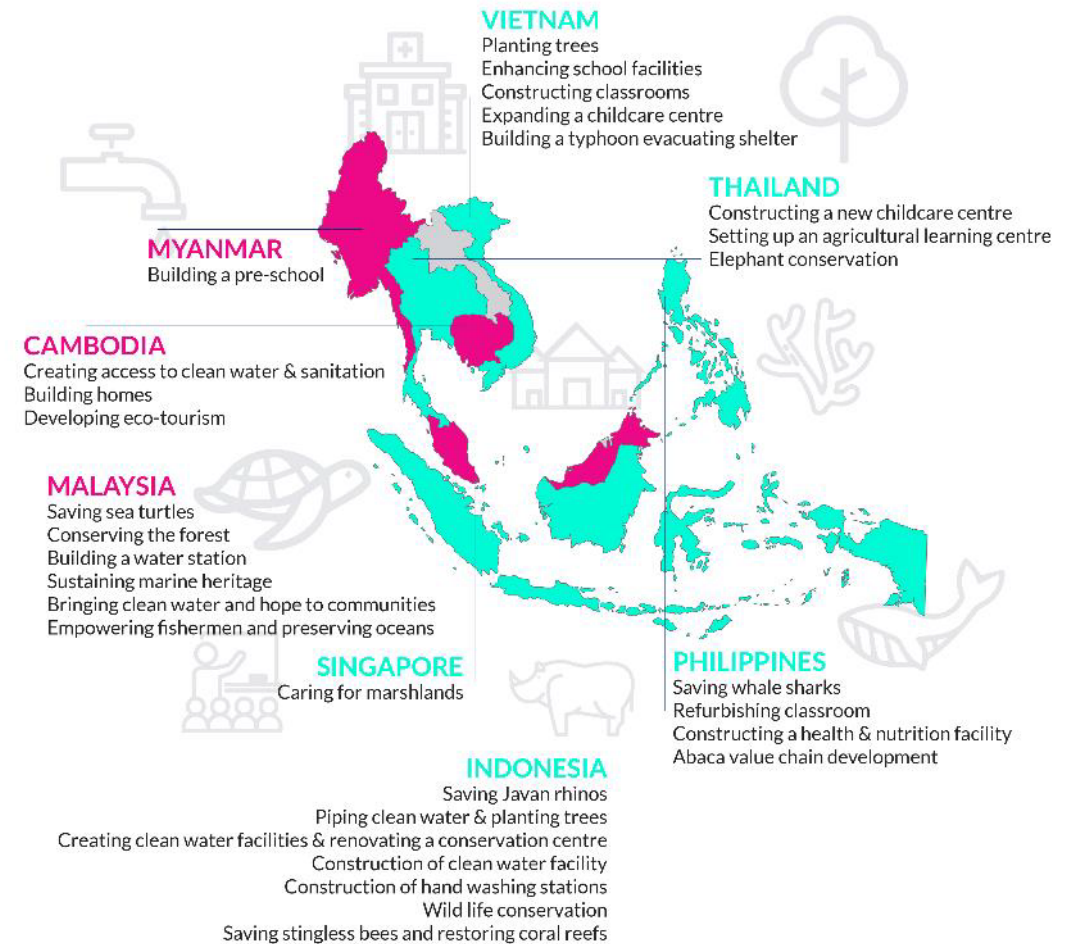 VIETNAM
Planting trees
Enhancing school facilities
Constructing classrooms
Expanding a childcare centre
Building a typhoon evacuating shelter
THAILAND
Constructing a new childcare centre
Setting up an agricultural learning centre
Elephant conservation
MYANMAR
Building a pre-school
CAMBODIA
Creating access to clean water & sanitation
Building homes
Developing eco-tourism
MALAYSIA
Saving sea turtles
Conserving the forest
Building a water station
Sustaining marine heritage
Bringing clean water and hope to communities
Empowering fishermen and preserving oceans
SINGAPORE
Caring for marshlands
PHILIPPINES
Saving whale sharks
Refurbishing classroom
Constructing a health & nutrition facility
Abaca value chain development
INDONESIA
Saving Javan rhinos
Piping clean water & planting trees
Creating clean water facilities & renovating a conservation centre
Construction of clean water facility
Construction of hand washing stations
Wild life conservation
Saving stingless bees and restoring coral reefs